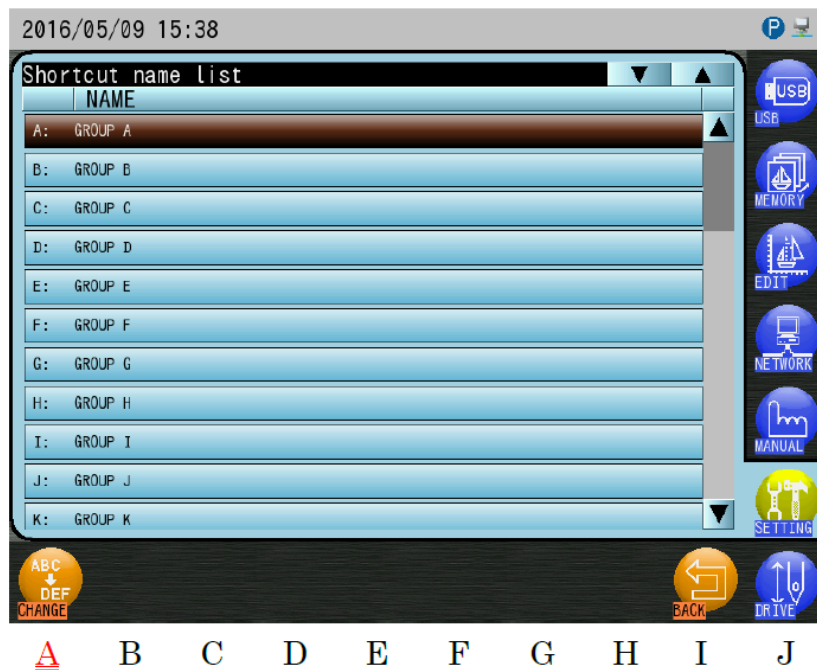 2016/05/09 15:38
P
Shortcut name list
NAME
A: GROUP A
B: GROUP B
C: GROUP C
D: GROUP D
E: GROUP E
F: GROUP F
G: GROUP G
H: GROUP H
I: GROUP I
J: GROUP J
K: GROUP K
USB
USB
MEMORY
EDIT
NETWORK
MANUAL
SETTING
ABC
DEF
CHANGE
BACK
DRIVE
A B C D E F G H I J